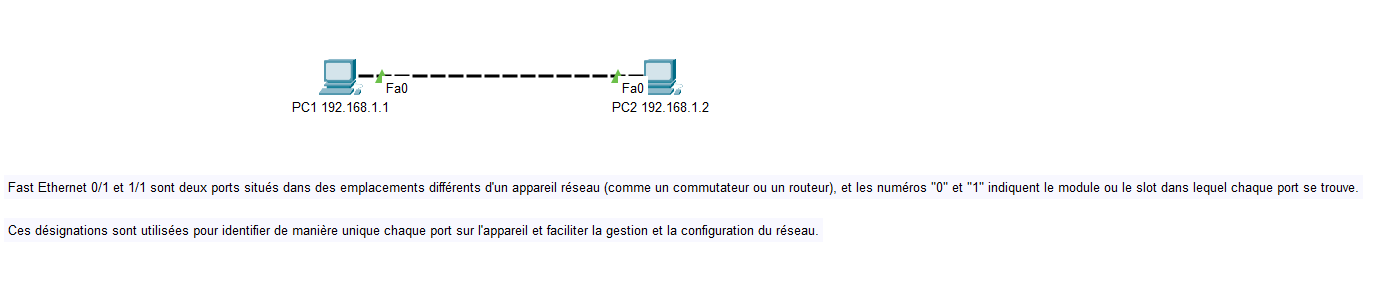 Fa0 Fa0
PC1 192.168.1.1 PC2 192.168.1.2
Fast Ethernet 0/1 et 1/1 sont deux ports situés dans des emplacements différents d'un appareil réseau (comme un commutateur ou un routeur), et les numéros "0" et "1" indiquent le module ou le slot dans lequel chaque port se trouve.
Ces désignations sont utilisées pour identifier de manière unique chaque port sur l'appareil et faciliter la gestion et la configuration du réseau.